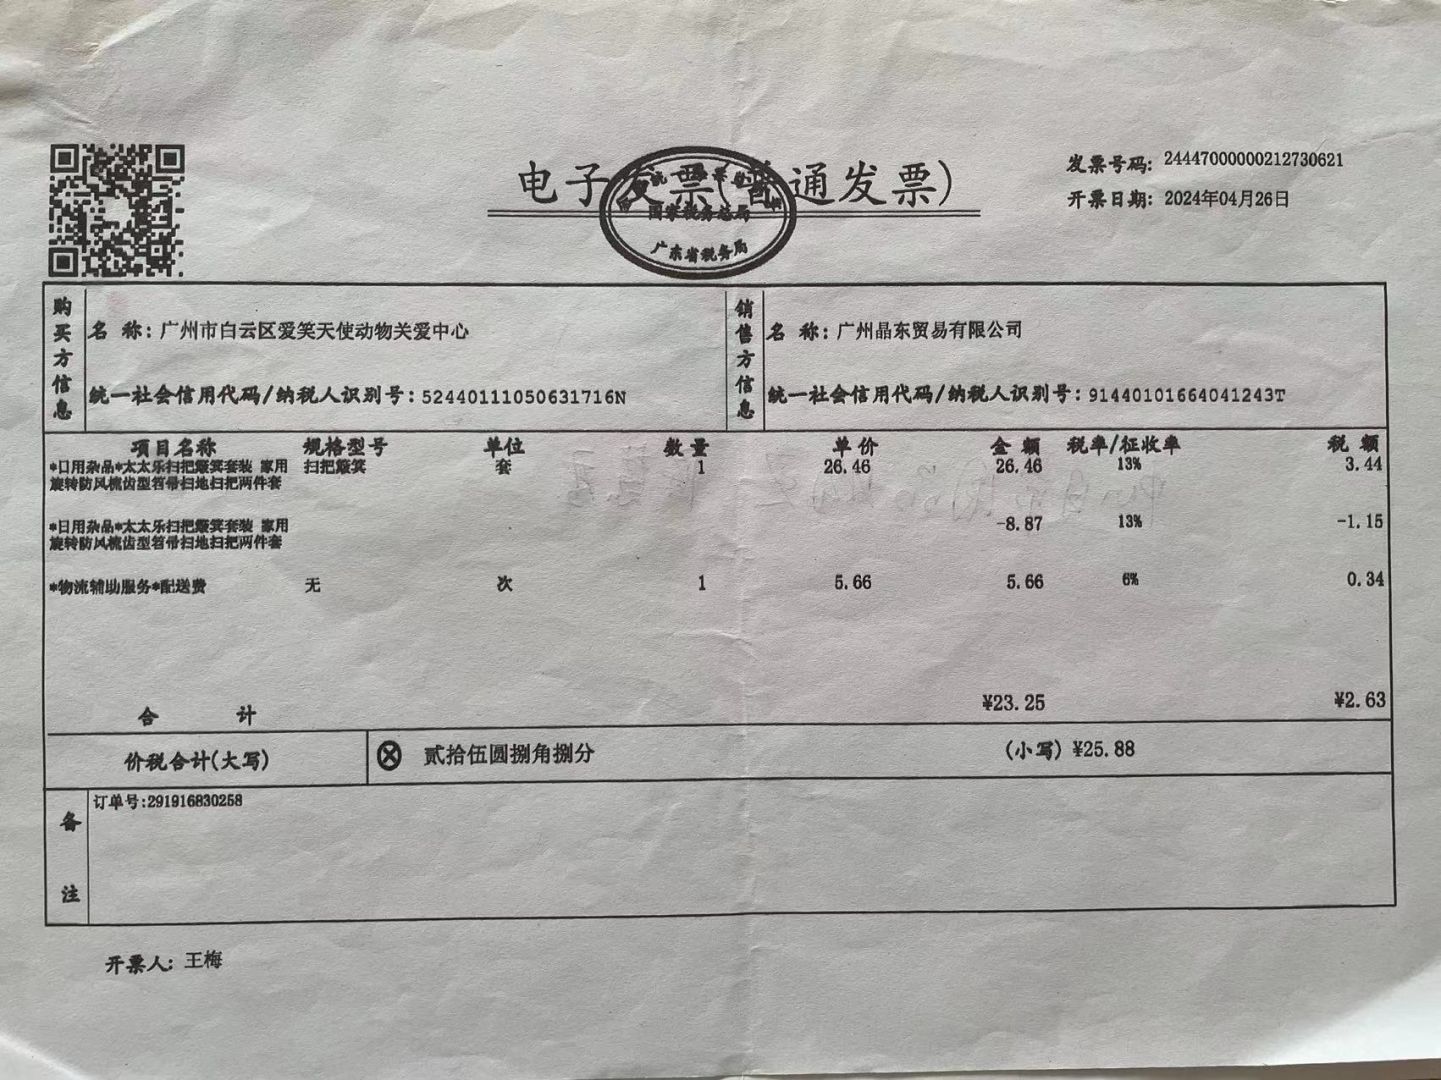 电子发票(普通发票)
国家税务总局
广东省税务局
发票号码: 24447000000212730621
开票日期: 2024年04月26日
购买方信息
名 称: 广州市白云区爱笑天使动物关爱中心
统一社会信用代码/纳税人识别号: 52440111050631716N
销售方信息
名 称: 广州晶东贸易有限公司
统一社会信用代码/纳税人识别号: 91440101664041243T
项目名称 规格型号 单位 数量 单价 金额 税率/征收率 税额
*日用杂品*太太乐扫把簸箕套装 家用 扫把簸箕 套 1 26.46 26.46 13% 3.44
旋转防风梳齿型笤帚扫地扫把两件套
*日用杂品*太太乐扫把簸箕套装 家用 -8.87 13% -1.15
旋转防风梳齿型笤帚扫地扫把两件套
*物流辅助服务*配送费 无 次 1 5.66 5.66 6% 0.34
合 计 ¥23.25 ¥2.63
价税合计(大写) 贰拾伍圆捌角捌分 (小写) ¥25.88
备注
订单号:291916830258
开票人: 王梅